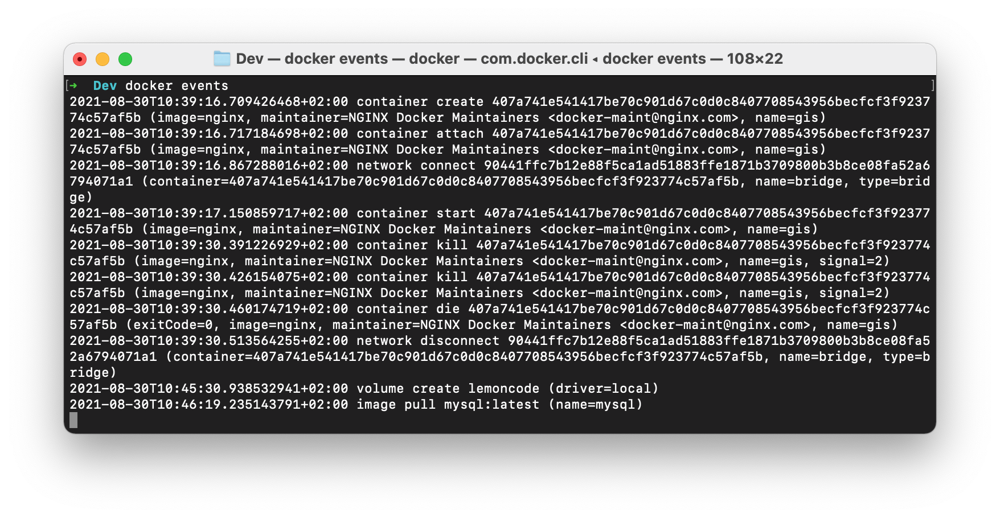 Dev — docker events — docker — com.docker.cli ◂ docker events — 108×22
[➜  Dev docker events ]
2021-08-30T10:39:16.709426468+02:00 container create 407a741e541417be70c901d67c0d0c8407708543956becfcf3f9237
74c57af5b (image=nginx, maintainer=NGINX Docker Maintainers <docker-maint@nginx.com>, name=gis)
2021-08-30T10:39:16.717184698+02:00 container attach 407a741e541417be70c901d67c0d0c8407708543956becfcf3f9237
74c57af5b (image=nginx, maintainer=NGINX Docker Maintainers <docker-maint@nginx.com>, name=gis)
2021-08-30T10:39:16.867288016+02:00 network connect 90441ffc7b12e88f5ca1ad51883ffe1871b3709800b3b8ce08fa52a6
794071a1 (container=407a741e541417be70c901d67c0d0c8407708543956becfcf3f923774c57af5b, name=bridge, type=brid
ge)
2021-08-30T10:39:17.150859717+02:00 container start 407a741e541417be70c901d67c0d0c8407708543956becfcf3f92377
4c57af5b (image=nginx, maintainer=NGINX Docker Maintainers <docker-maint@nginx.com>, name=gis)
2021-08-30T10:39:30.391226929+02:00 container kill 407a741e541417be70c901d67c0d0c8407708543956becfcf3f923774
c57af5b (image=nginx, maintainer=NGINX Docker Maintainers <docker-maint@nginx.com>, name=gis, signal=2)
2021-08-30T10:39:30.426154075+02:00 container kill 407a741e541417be70c901d67c0d0c8407708543956becfcf3f923774
c57af5b (image=nginx, maintainer=NGINX Docker Maintainers <docker-maint@nginx.com>, name=gis, signal=2)
2021-08-30T10:39:30.460174719+02:00 container die 407a741e541417be70c901d67c0d0c8407708543956becfcf3f923774c
57af5b (exitCode=0, image=nginx, maintainer=NGINX Docker Maintainers <docker-maint@nginx.com>, name=gis)
2021-08-30T10:39:30.513564255+02:00 network disconnect 90441ffc7b12e88f5ca1ad51883ffe1871b3709800b3b8ce08fa5
2a6794071a1 (container=407a741e541417be70c901d67c0d0c8407708543956becfcf3f923774c57af5b, name=bridge, type=b
ridge)
2021-08-30T10:45:30.938532941+02:00 volume create lemoncode (driver=local)
2021-08-30T10:46:19.235143791+02:00 image pull mysql:latest (name=mysql)